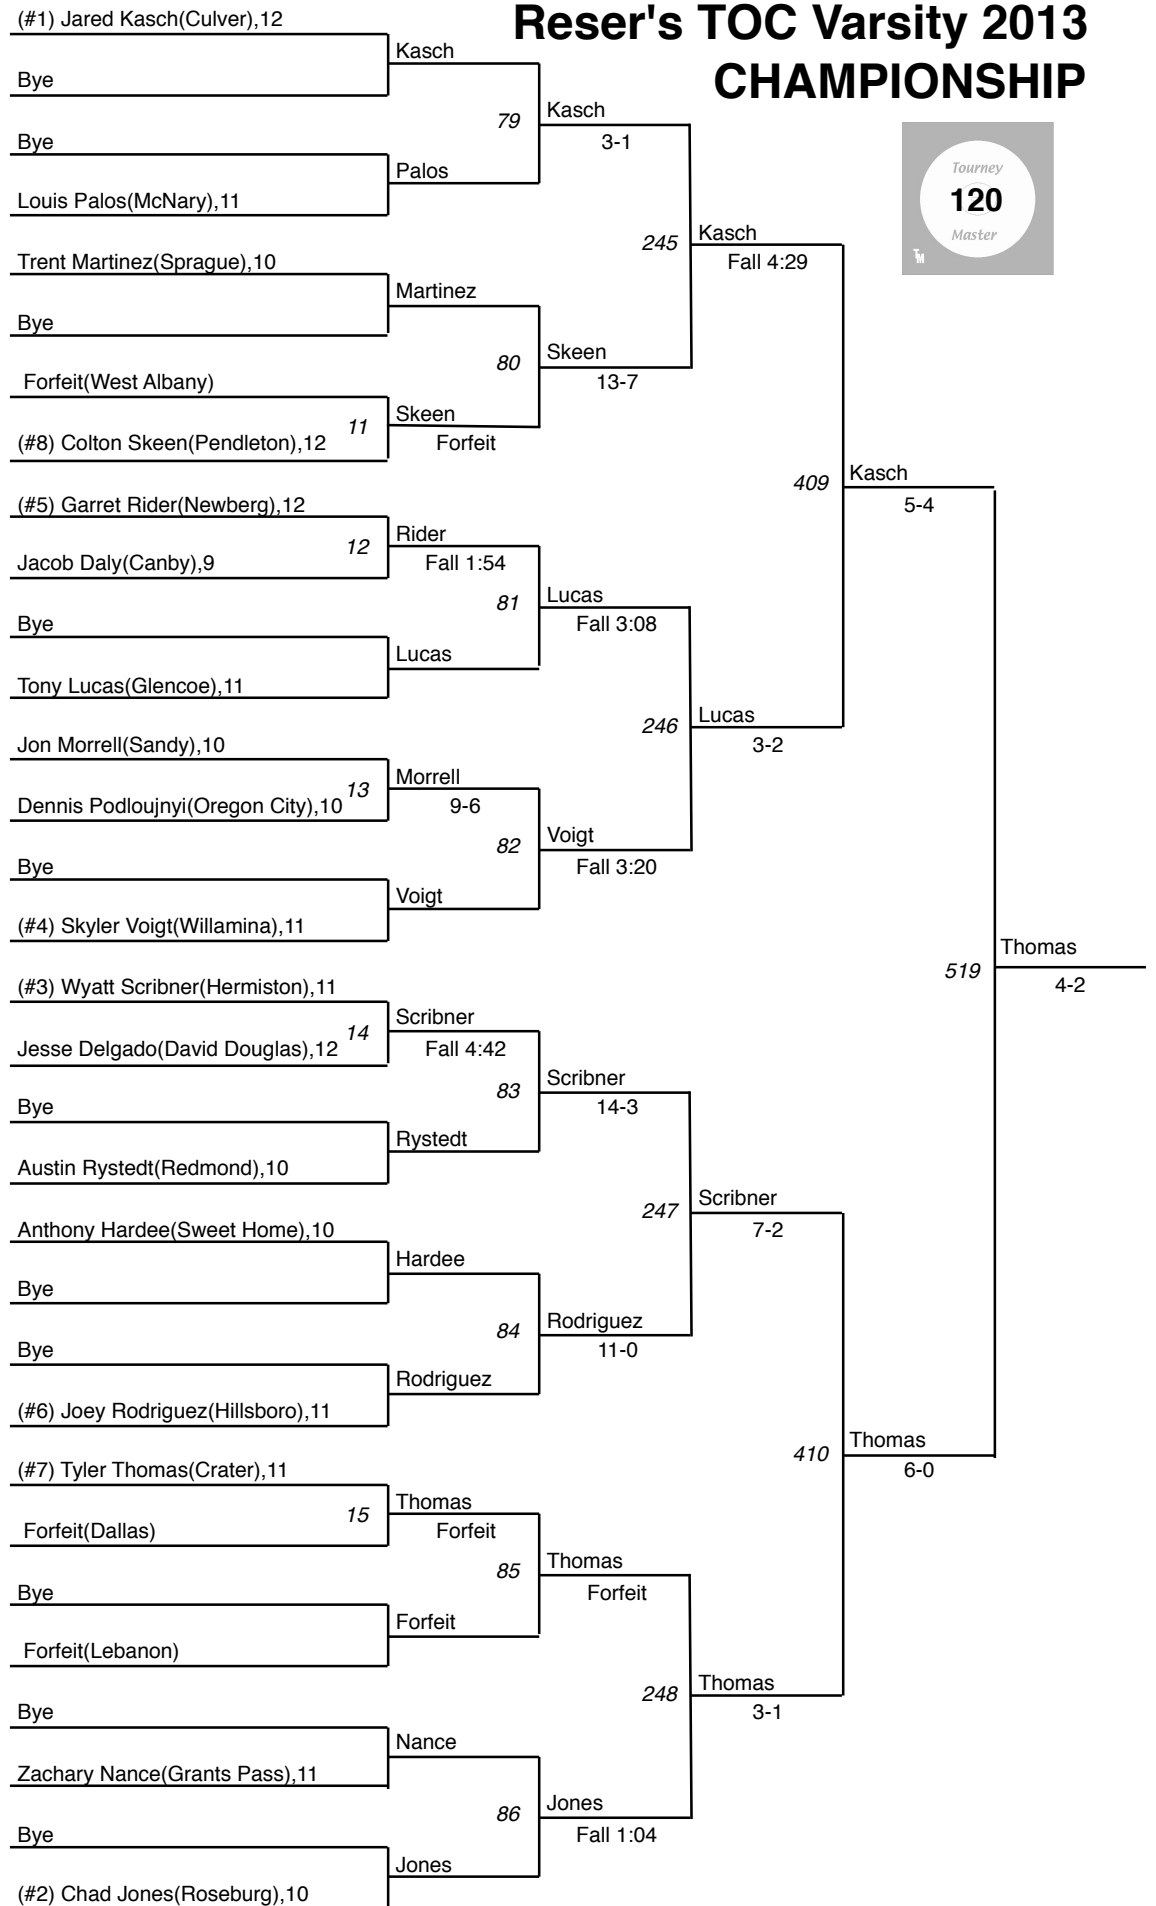 Reser's TOC Varsity 2013
CHAMPIONSHIP
Tourney
120
Master
TM
(#1) Jared Kasch(Culver),12
Kasch
Bye
79
Kasch
3-1
Bye
Palos
Louis Palos(McNary),11
245
Kasch
Fall 4:29
Trent Martinez(Sprague),10
Martinez
Bye
80
Skeen
13-7
Forfeit(West Albany)
11
Skeen
Forfeit
(#8) Colton Skeen(Pendleton),12
409
Kasch
5-4
(#5) Garret Rider(Newberg),12
12
Rider
Fall 1:54
Jacob Daly(Canby),9
81
Lucas
Fall 3:08
Bye
Lucas
Tony Lucas(Glencoe),11
246
Lucas
3-2
Jon Morrell(Sandy),10
13
Morrell
9-6
Dennis Podloujnyi(Oregon City),10
82
Voigt
Fall 3:20
Bye
Voigt
(#4) Skyler Voigt(Willamina),11
519
Thomas
4-2
(#3) Wyatt Scribner(Hermiston),11
14
Scribner
Fall 4:42
Jesse Delgado(David Douglas),12
83
Scribner
14-3
Bye
Rystedt
Austin Rystedt(Redmond),10
247
Scribner
7-2
Anthony Hardee(Sweet Home),10
Hardee
Bye
84
Rodriguez
11-0
Bye
Rodriguez
(#6) Joey Rodriguez(Hillsboro),11
410
Thomas
6-0
(#7) Tyler Thomas(Crater),11
15
Thomas
Forfeit
Forfeit(Dallas)
85
Thomas
Forfeit
Bye
Forfeit
Forfeit(Lebanon)
248
Thomas
3-1
Bye
Nance
Zachary Nance(Grants Pass),11
86
Jones
Fall 1:04
Bye
Jones
(#2) Chad Jones(Roseburg),10